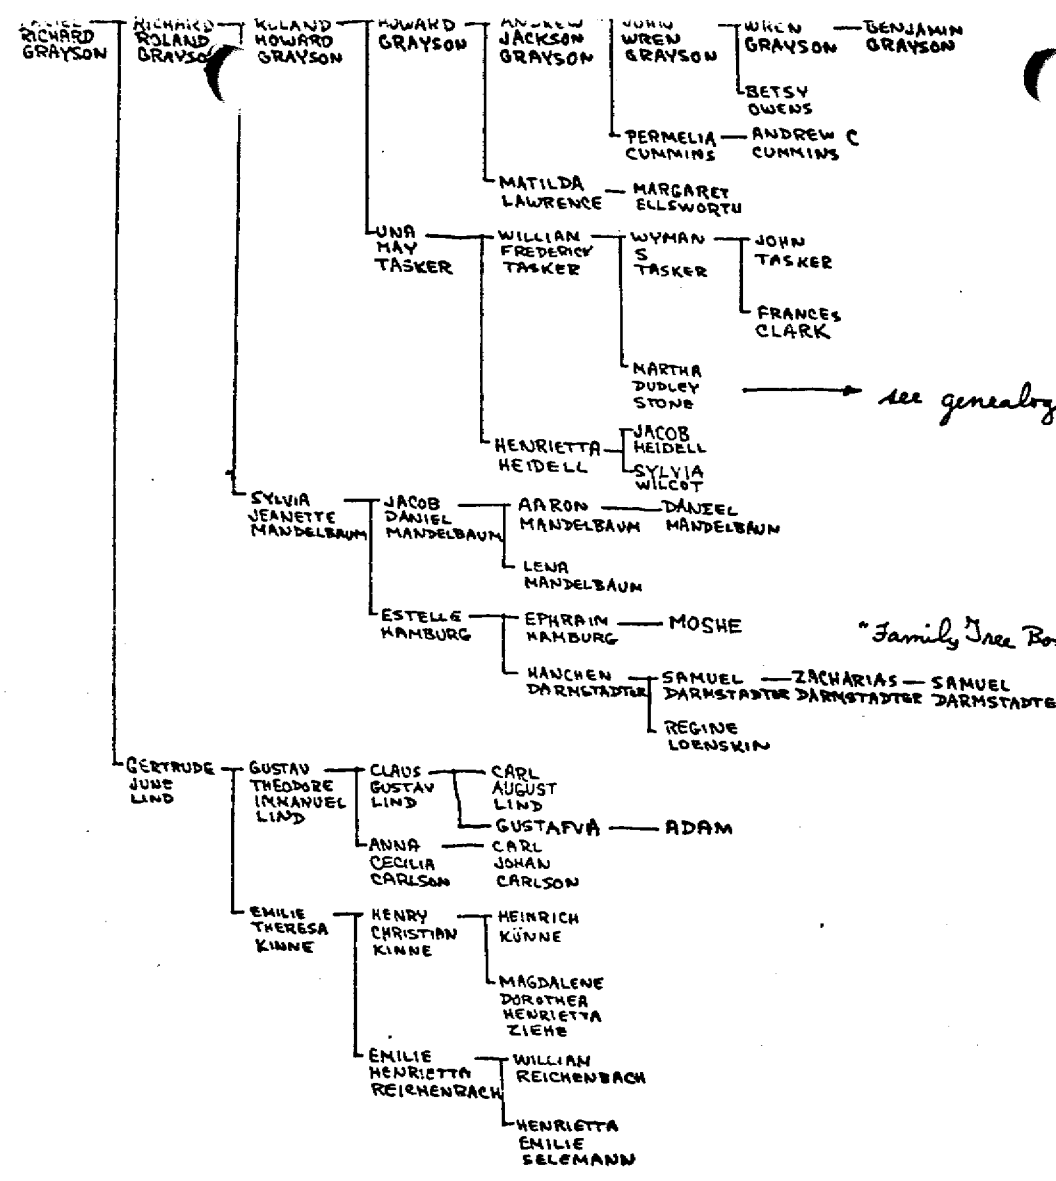 RICHARD
GRAYSON
RICHARD
ROLAND
GRAYSO
ROLAND
HOWARD
GRAYSON
HOWARD
GRAYSON
ANDREW
JACKSON
GRAYSON
JOHN
WREN
GRAYSON
WREN
GRAYSON
BENJAMIN
GRAYSON
BETSY
OWENS
PERMELIA
CUMMINS
ANDREW C
CUMMINS
MATILDA
LAWRENCE
MARGARET
ELLSWORTH
UNA
MAY
TASKER
WILLIAM
FREDERICK
TASKER
WYMAN
S
TASKER
JOHN
TASKER
FRANCES
CLARK
MARTHA
DUDLEY
STONE
see genealog
HENRIETTA
HEIDELL
JACOB
HEIDELL
SYLVIA
WILCOT
SYLVIA
JEANETTE
MANDELBAUM
JACOB
DANIEL
MANDELBAUM
AARON
MANDELBAUM
DANIEL
MANDELBAUM
LENA
MANDELBAUM
ESTELLE
HAMBURG
EPHRAIM
HAMBURG
MOSHE
"Family Tree Bo
HANCHEN
DARMSTADTER
SAMUEL
DARMSTADTER
ZACHARIAS
DARMSTADTER
SAMUEL
DARMSTADTE
REGINE
LOENSKIN
GERTRUDE
JUNE
LIND
GUSTAV
THEODORE
IMMANUEL
LIND
CLAUS
GUSTAV
LIND
CARL
AUGUST
LIND
GUSTAFVA
ADAM
ANNA
CECILIA
CARLSON
CARL
JOHAN
CARLSON
EMILIE
THERESA
KINNE
HENRY
CHRISTIAN
KINNE
HEINRICH
KÜNNE
MAGDALENE
DOROTHEA
HENRIETTA
ZIEHE
EMILIE
HENRIETTA
REICHENBACH
WILLIAM
REICHENBACH
HENRIETTA
EMILIE
SELEMANN